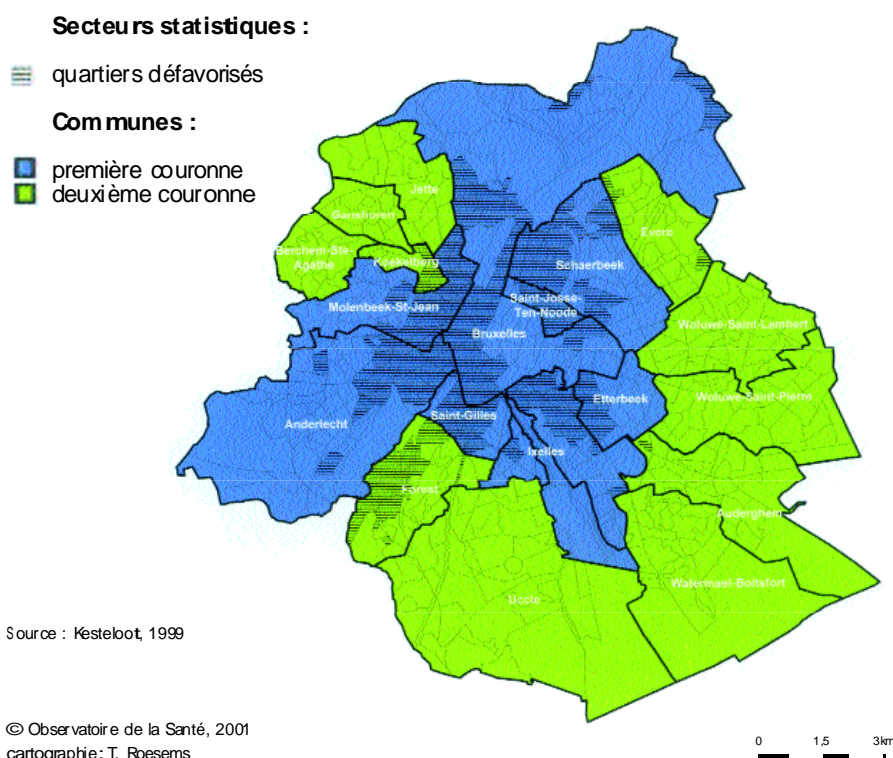 Secteurs statistiques :
quartiers défavorisés
Communes :
première couronne
deuxième couronne
Jette
Ganshoren
Evere
Berchem-Ste-
Agathe
Koekelberg
Schaerbeek
Molenbeek-St-Jean
Saint-Josse-
Ten-Noode
Bruxelles
Woluwé-Saint-Lambert
Etterbeek
Woluwé-Saint-Pierre
Saint-Gilles
Anderlecht
Ixelles
Forest
Auderghem
Watermael-Boitsfort
Uccle
Source : Kesteloot, 1999
© Observatoire de la Santé, 2001
cartographie: T. Roesems
0 1,5 3km